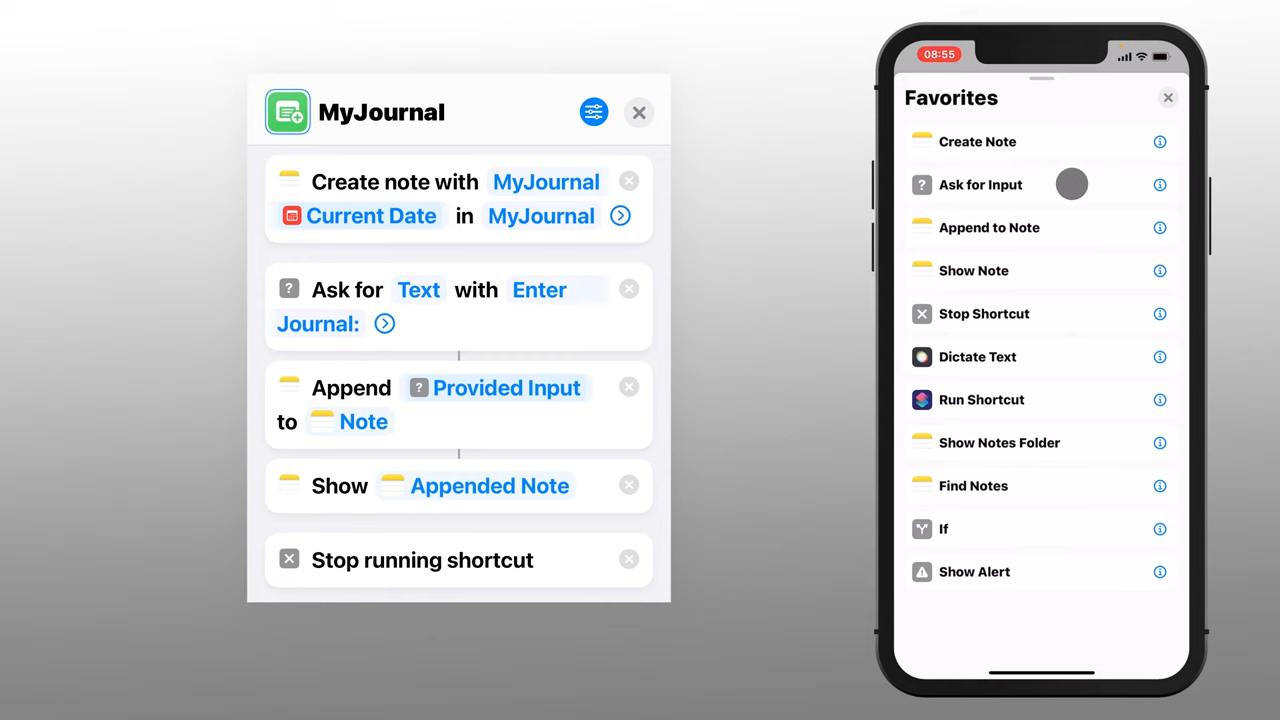 MyJournal
Create note with MyJournal
Current Date in MyJournal
? Ask for Text with Enter
Journal:
Append ? Provided Input
to Note
Show Appended Note
Stop running shortcut
08:55
Favorites
Create Note
? Ask for Input
Append to Note
Show Note
Stop Shortcut
Dictate Text
Run Shortcut
Show Notes Folder
Find Notes
If
Show Alert